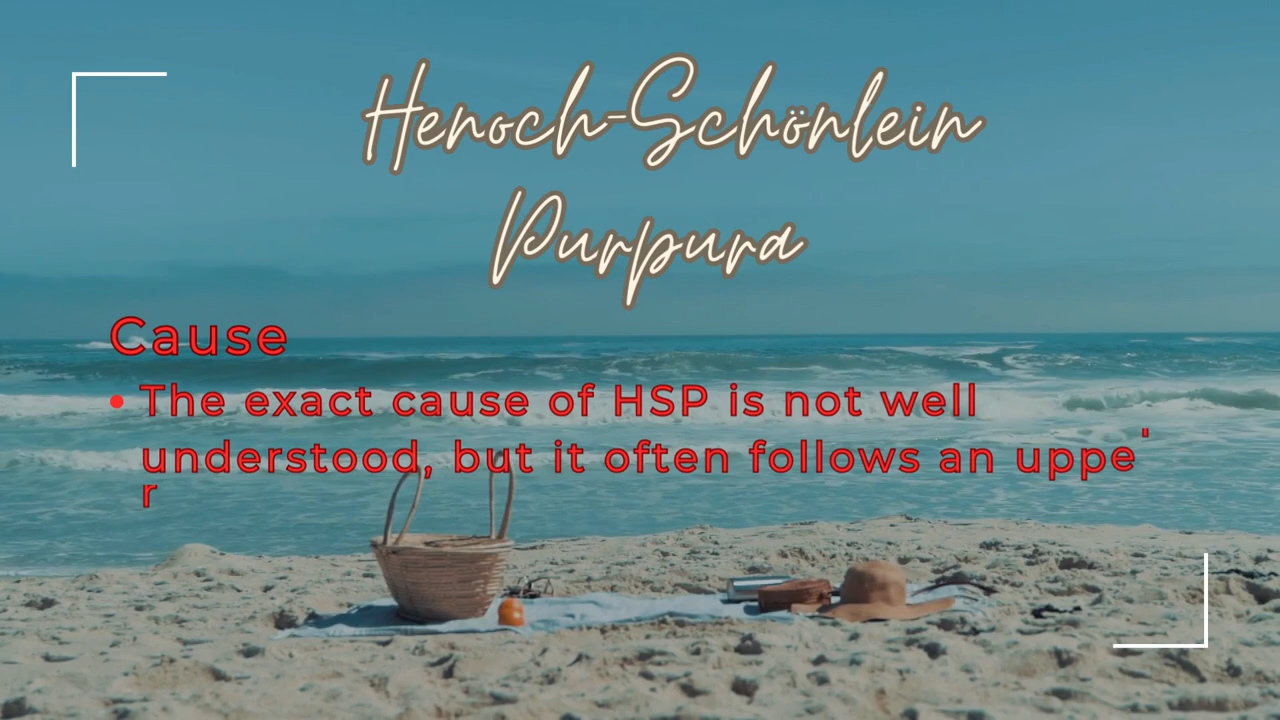 Henoch-Schönlein
Purpura
Cause
• The exact cause of HSP is not well
understood, but it often follows an uppe
r